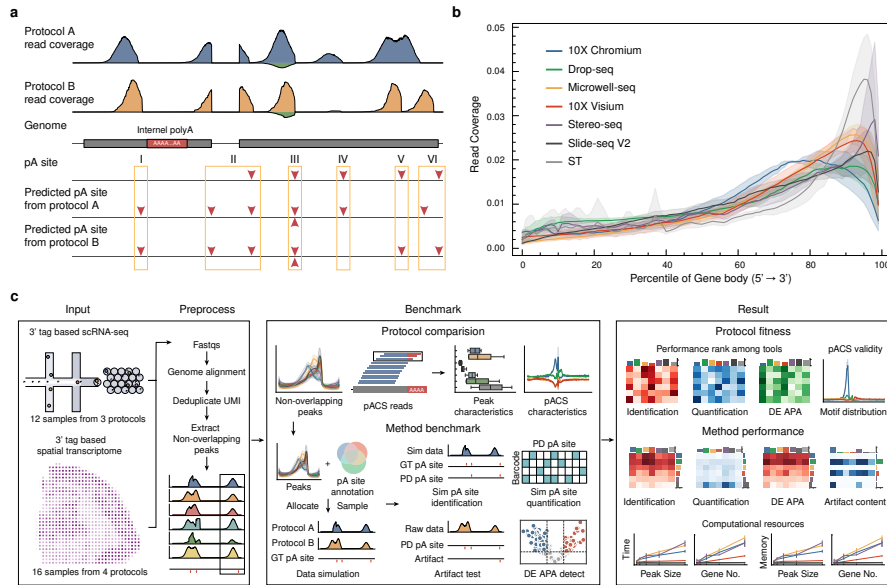 a
Protocol A
read coverage
Protocol B
read coverage
Genome
Internel polyA
AAAA...AA
pA site
I
II
III
IV
V
VI
Predicted pA site
from protocol A
Predicted pA site
from protocol B
b
Read Coverage
0.05
0.04
0.03
0.02
0.01
0.00
10X Chromium
Drop-seq
Microwell-seq
10X Visium
Stereo-seq
Slide-seq V2
ST
0
20
40
60
80
100
Percentile of Gene body (5' → 3')
c
Input
Preprocess
3' tag based scRNA-seq
12 samples from 3 protocols
3' tag based
spatial transcriptome
16 samples from 4 protocols
Fastqs
Genome alignment
Deduplicate UMI
Extract
Non-overlapping
peaks
Benchmark
Protocol comparision
Non-overlapping
peaks
AAAA
pACS reads
Peak
characteristics
pACS
characteristics
Method benchmark
Peaks
+
pA site
annotation
Allocate
Sample
Protocol A
Protocol B
GT pA site
Data simulation
Sim data
GT pA site
PD pA site
Sim pA site
identification
PD pA site
Barcode
Sim pA site
quantification
Raw data
PD pA site
Artifact
Artifact test
DE APA detect
Result
Protocol fitness
Performance rank among tools
pACS validity
Identification
Quantification
DE APA
Motif distribution
Method performance
Identification
Quantification
DE APA
Artifact content
Computational resources
Time
Peak Size
Gene No.
Memory
Peak Size
Gene No.